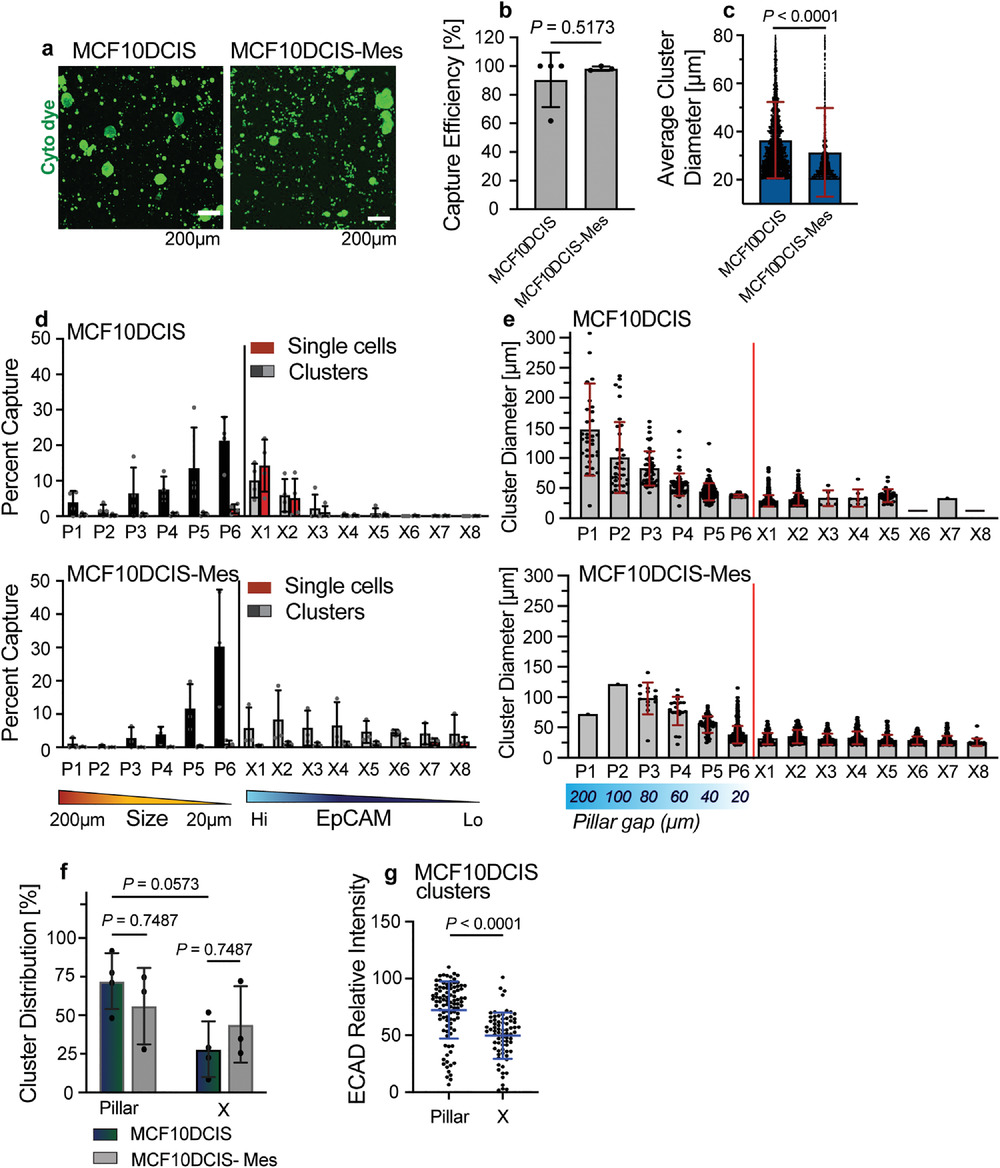 a
MCF10DCIS
MCF10DCIS-Mes
Cyto dye
200µm
200µm
b
P = 0.5173
Capture Efficiency [%]
120
100
80
60
40
20
0
MCF10DCIS
MCF10DCIS-Mes
c
P < 0.0001
Average Cluster
Diameter [µm]
80
60
40
20
MCF10DCIS
MCF10DCIS-Mes
d
MCF10DCIS
Percent Capture
50
40
30
20
10
0
Single cells
Clusters
P1 P2 P3 P4 P5 P6 X1 X2 X3 X4 X5 X6 X7 X8
MCF10DCIS-Mes
Percent Capture
50
40
30
20
10
0
Single cells
Clusters
P1 P2 P3 P4 P5 P6 X1 X2 X3 X4 X5 X6 X7 X8
200µm Size 20µm
Hi EpCAM Lo
e
MCF10DCIS
Cluster Diameter [µm]
300
250
200
150
100
50
0
P1 P2 P3 P4 P5 P6 X1 X2 X3 X4 X5 X6 X7 X8
MCF10DCIS-Mes
Cluster Diameter [µm]
300
250
200
150
100
50
0
P1 P2 P3 P4 P5 P6 X1 X2 X3 X4 X5 X6 X7 X8
200 100 80 60 40 20
Pillar gap (µm)
f
P = 0.0573
P = 0.7487
P = 0.7487
Cluster Distribution [%]
100
75
50
25
0
Pillar
X
MCF10DCIS
MCF10DCIS- Mes
g
MCF10DCIS
clusters
P < 0.0001
ECAD Relative Intensity
150
100
50
0
Pillar
X